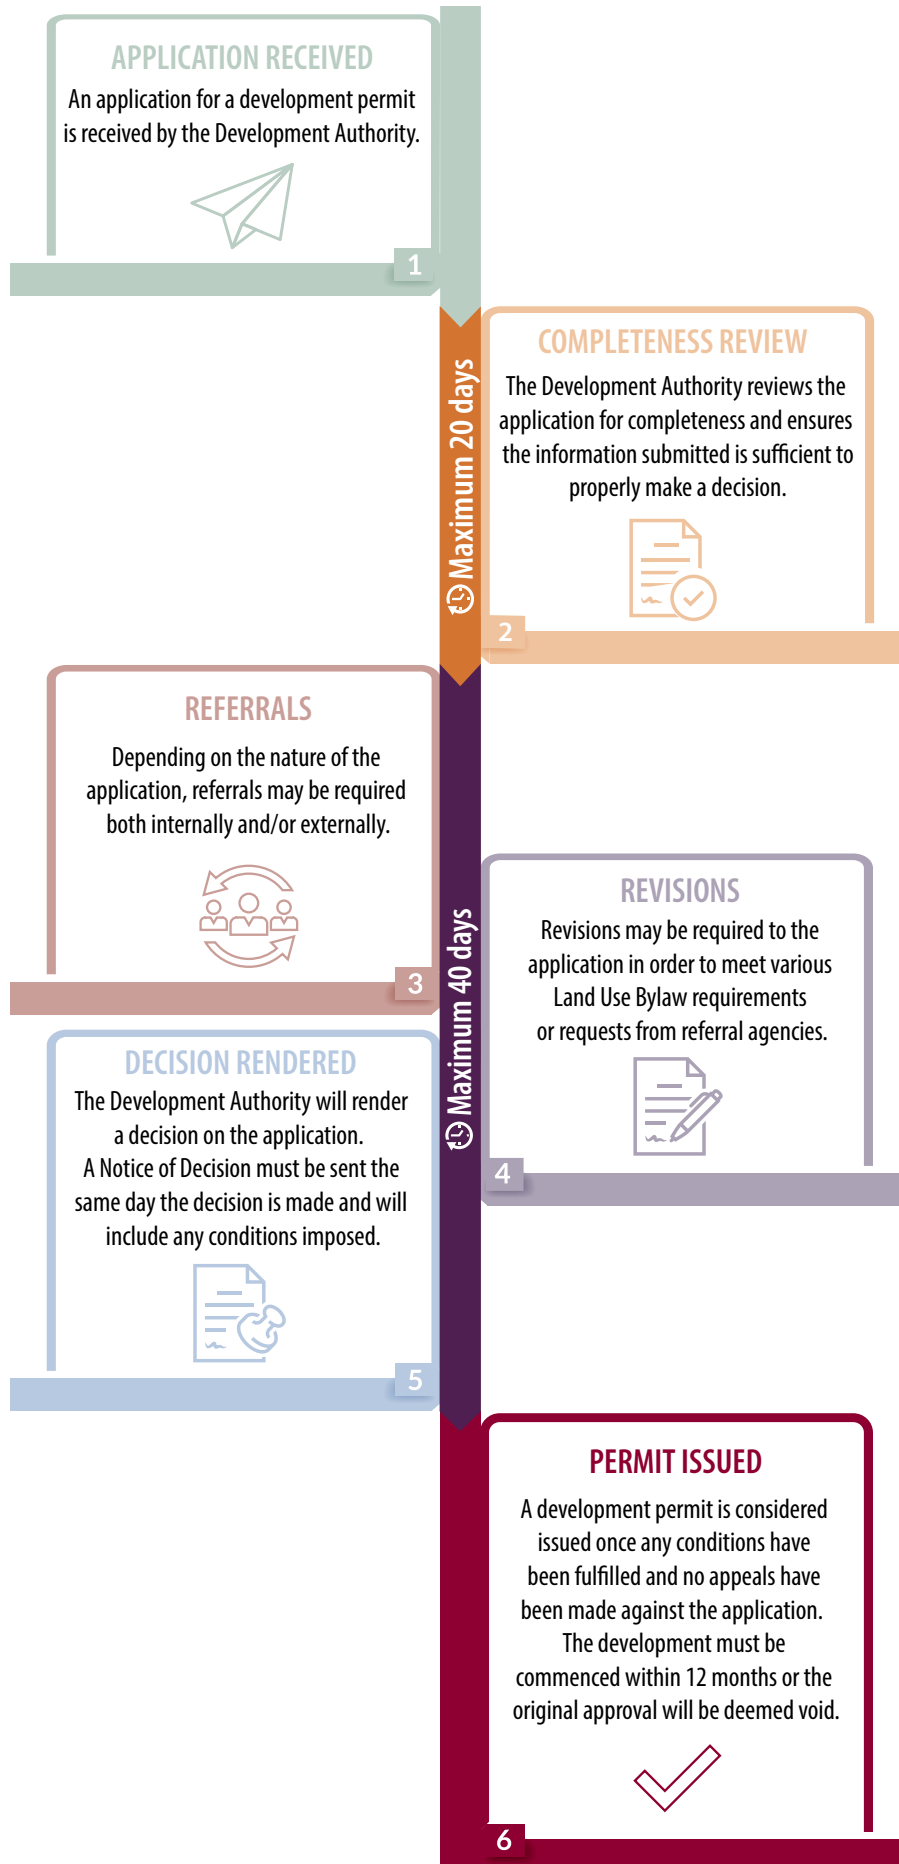 APPLICATION RECEIVED
An application for a development permit
is received by the Development Authority.
1
Maximum 20 days
COMPLETENESS REVIEW
The Development Authority reviews the
application for completeness and ensures
the information submitted is sufficient to
properly make a decision.
2
REFERRALS
Depending on the nature of the
application, referrals may be required
both internally and/or externally.
3
Maximum 40 days
REVISIONS
Revisions may be required to the
application in order to meet various
Land Use Bylaw requirements
or requests from referral agencies.
4
DECISION RENDERED
The Development Authority will render
a decision on the application.
A Notice of Decision must be sent the
same day the decision is made and will
include any conditions imposed.
5
PERMIT ISSUED
A development permit is considered
issued once any conditions have
been fulfilled and no appeals have
been made against the application.
The development must be
commenced within 12 months or the
original approval will be deemed void.
6